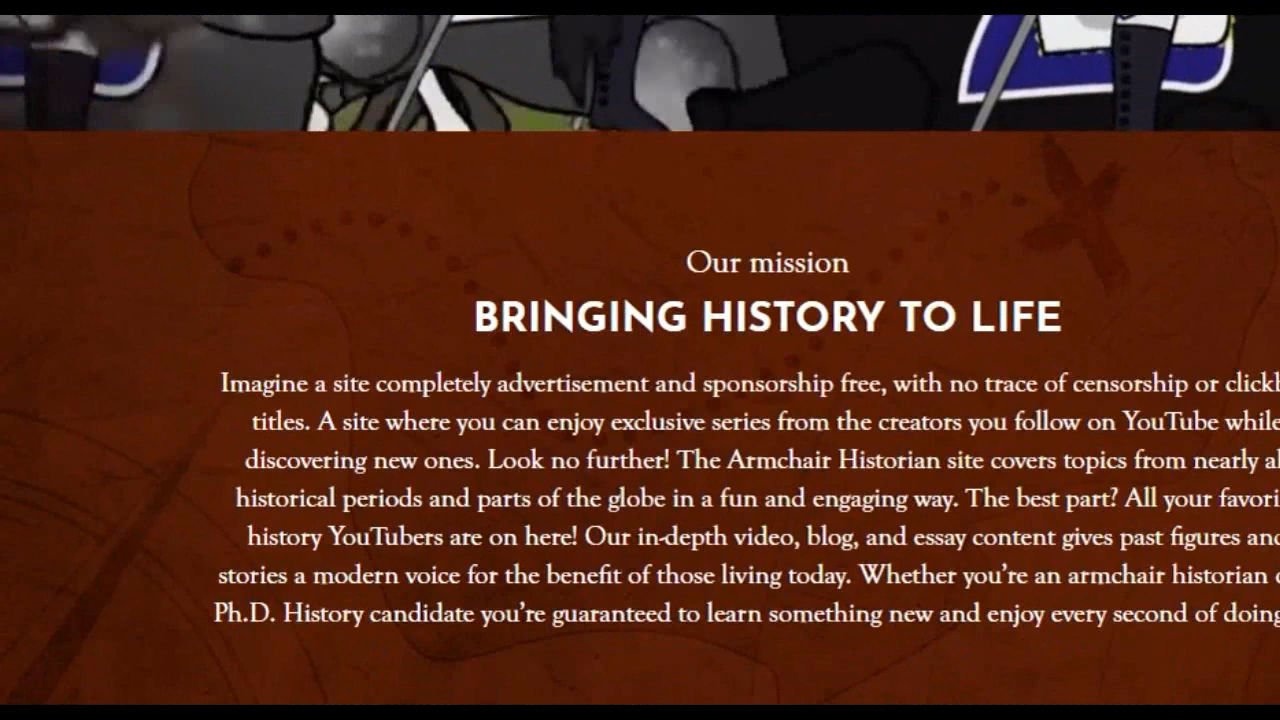 Our mission
BRINGING HISTORY TO LIFE
Imagine a site completely advertisement and sponsorship free, with no trace of censorship or
titles. A site where you can enjoy exclusive series from the creators you follow on YouTube while
discovering new ones. Look no further! The Armchair Historian site covers topics from nearly
historical periods and parts of the globe in a fun and engaging way. The best part? All your
history YouTubers are on here! Our in-depth video, blog, and essay content gives past figures and
stories a modern voice for the benefit of those living today. Whether you're an armchair historian
Ph.D. History candidate you're guaranteed to learn something new and enjoy every second of doing